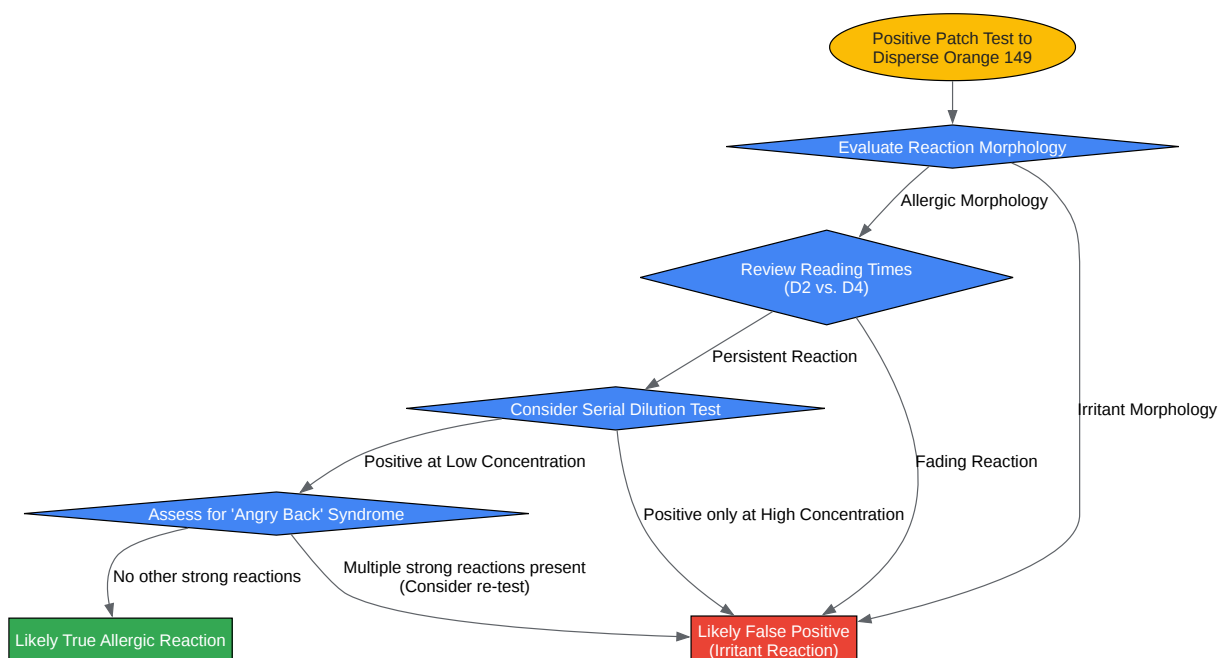 Positive Patch Test to
Disperse Orange 149
Evaluate Reaction Morphology
Allergic Morphology
Review Reading Times
(D2 vs. D4)
Persistent Reaction
Consider Serial Dilution Test
Irritant Morphology
Positive at Low Concentration
Fading Reaction
Assess for 'Angry Back' Syndrome
Positive only at High Concentration
No other strong reactions
Multiple strong reactions present
(Consider re-test)
Likely True Allergic Reaction
Likely False Positive
(Irritant Reaction)